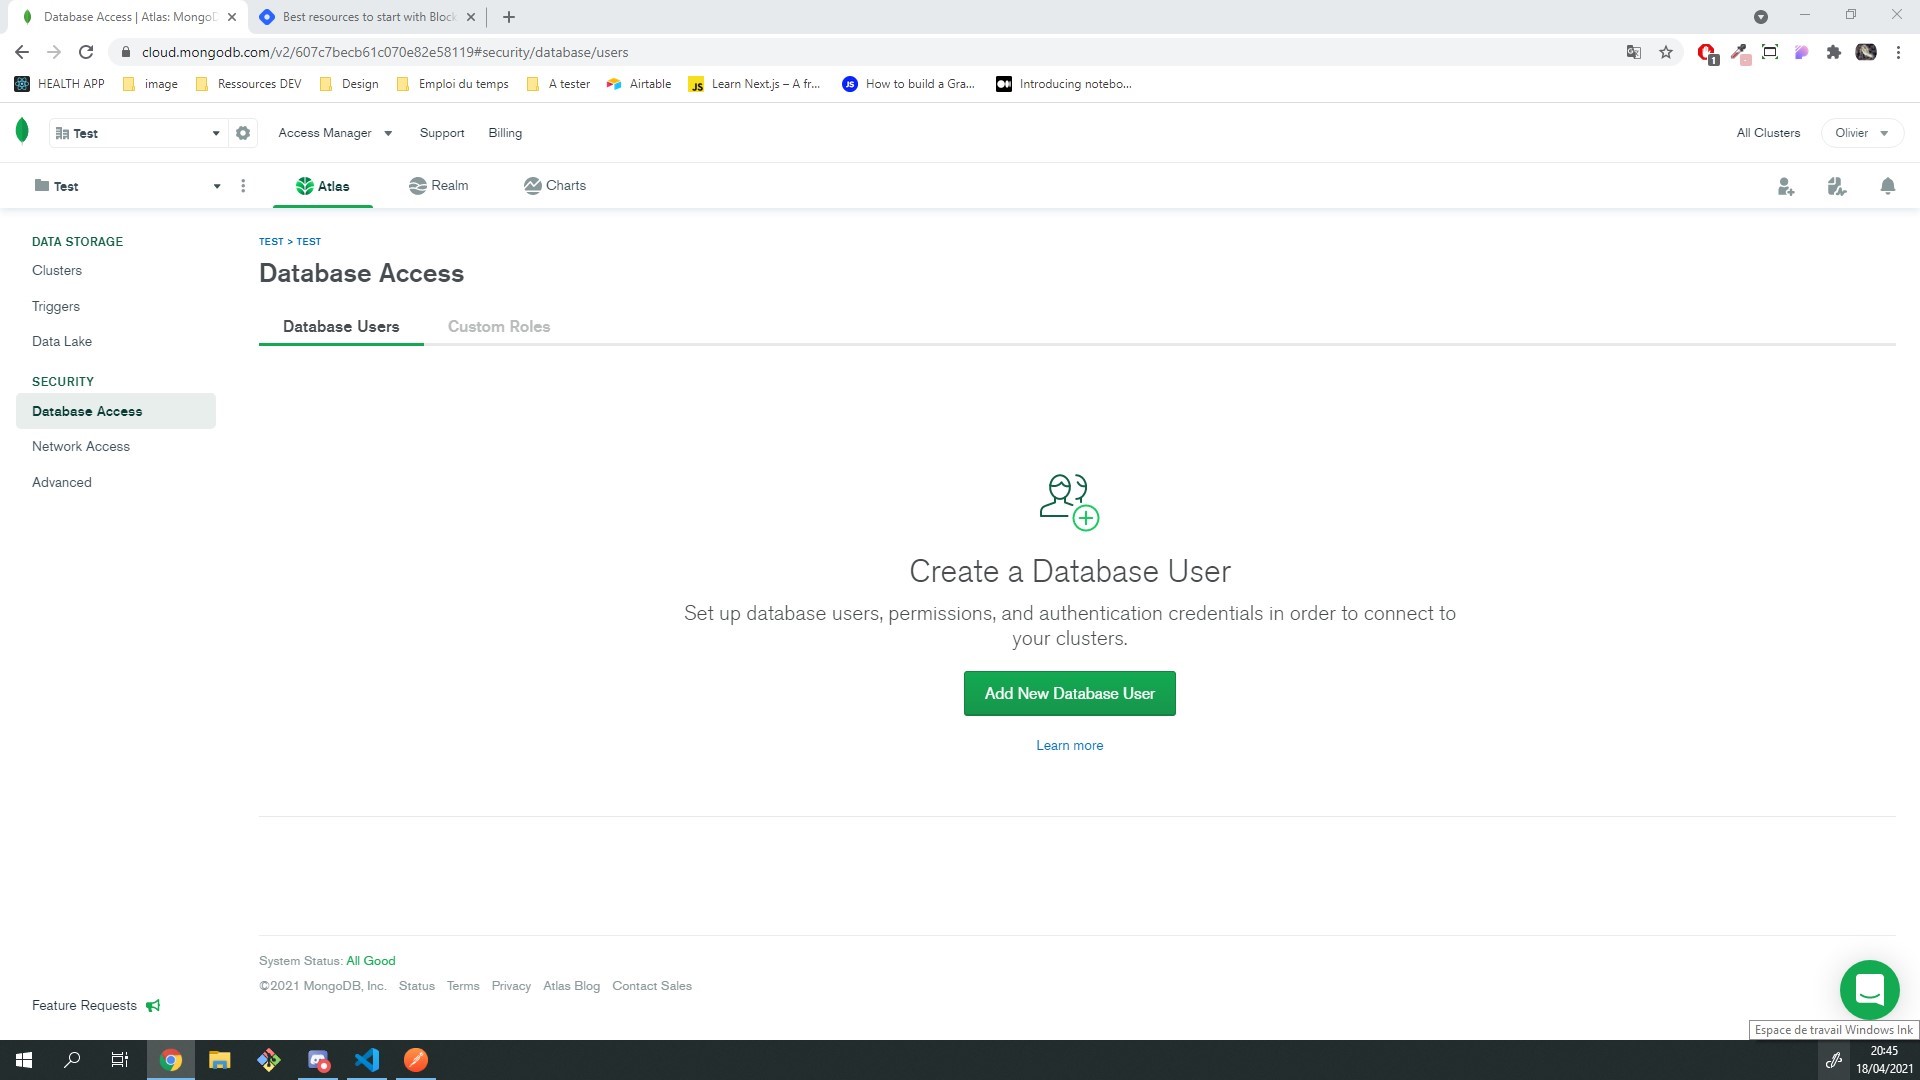 Database Access | Atlas: MongoD
Best resources to start with Block
cloud.mongodb.com/v2/607c7becb61c070e82e58119#security/database/users
1
HEALTH APP
image
Ressources DEV
Design
Emploi du temps
A tester
Airtable
JS
Learn Next.js – A fr...
JS
How to build a Gra...
Introducing notebo...
Test
Access Manager
Support
Billing
All Clusters
Olivier
Test
Atlas
Realm
Charts
DATA STORAGE
Clusters
Triggers
Data Lake
SECURITY
Database Access
Network Access
Advanced
Feature Requests
TEST > TEST
Database Access
Database Users
Custom Roles
Create a Database User
Set up database users, permissions, and authentication credentials in order to connect to
your clusters.
Add New Database User
Learn more
System Status: All Good
©2021 MongoDB, Inc.
Status
Terms
Privacy
Atlas Blog
Contact Sales
Espace de travail Windows Ink
20:45
18/04/2021